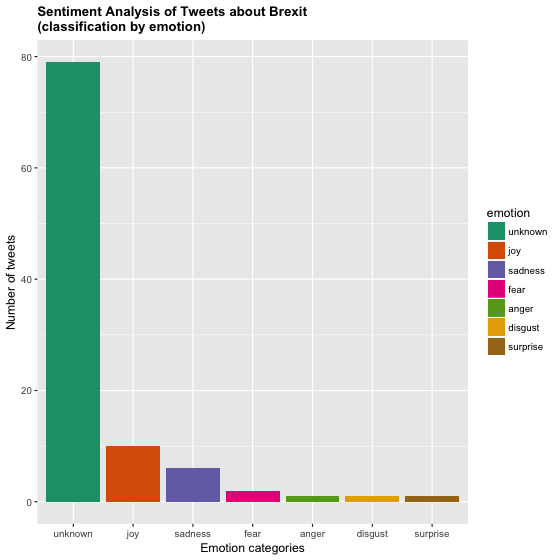 Sentiment Analysis of Tweets about Brexit
(classification by emotion)
80
60
40
20
0
Number of tweets
unknown joy sadness fear anger disgust surprise
Emotion categories
emotion
unknown
joy
sadness
fear
anger
disgust
surprise